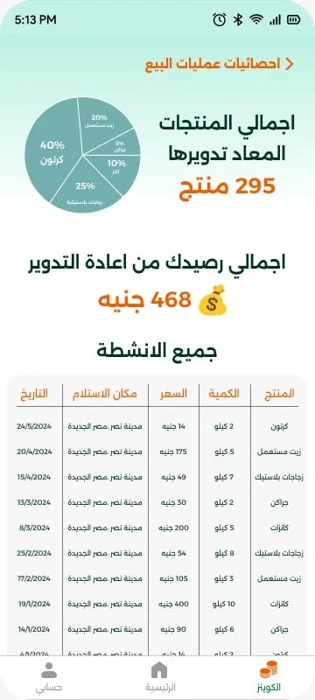 5:13 PM
احصائيات عمليات البيع
اجمالي المنتجات
المعاد تدويرها
295 منتج
20%
زيت مستعمل
5%
جراكن
10%
كانز
25%
زجاجات بلاستيكية
40%
كرتون
اجمالي رصيدك من اعادة التدوير
468 جنيه
جميع الانشطة
المنتج الكمية السعر مكان الاستلام التاريخ
كرتون 2 كيلو 14 جنيه مدينة نصر ,مصر الجديدة 24/5/2024
زيت مستعمل 5 كيلو 175 جنيه مدينة نصر ,مصر الجديدة 20/4/2024
زجاجات بلاستيك 7 كيلو 49 جنيه مدينة نصر ,مصر الجديدة 15/4/2024
جراكن 2 كيلو 30 جنيه مدينة نصر ,مصر الجديدة 13/3/2024
كانزات 5 كيلو 200 جنيه مدينة نصر ,مصر الجديدة 8/3/2024
زجاجات بلاستيك 8 كيلو 54 جنيه مدينة نصر ,مصر الجديدة 25/2/2024
زيت مستعمل 3 كيلو 105 جنيه مدينة نصر ,مصر الجديدة 17/2/2024
كانزات 10 كيلو 400 جنيه مدينة نصر ,مصر الجديدة 19/1/2024
جراكن 6 كيلو 90 جنيه مدينة نصر ,مصر الجديدة 14/1/2024
الكوينز الرئيسية حسابي